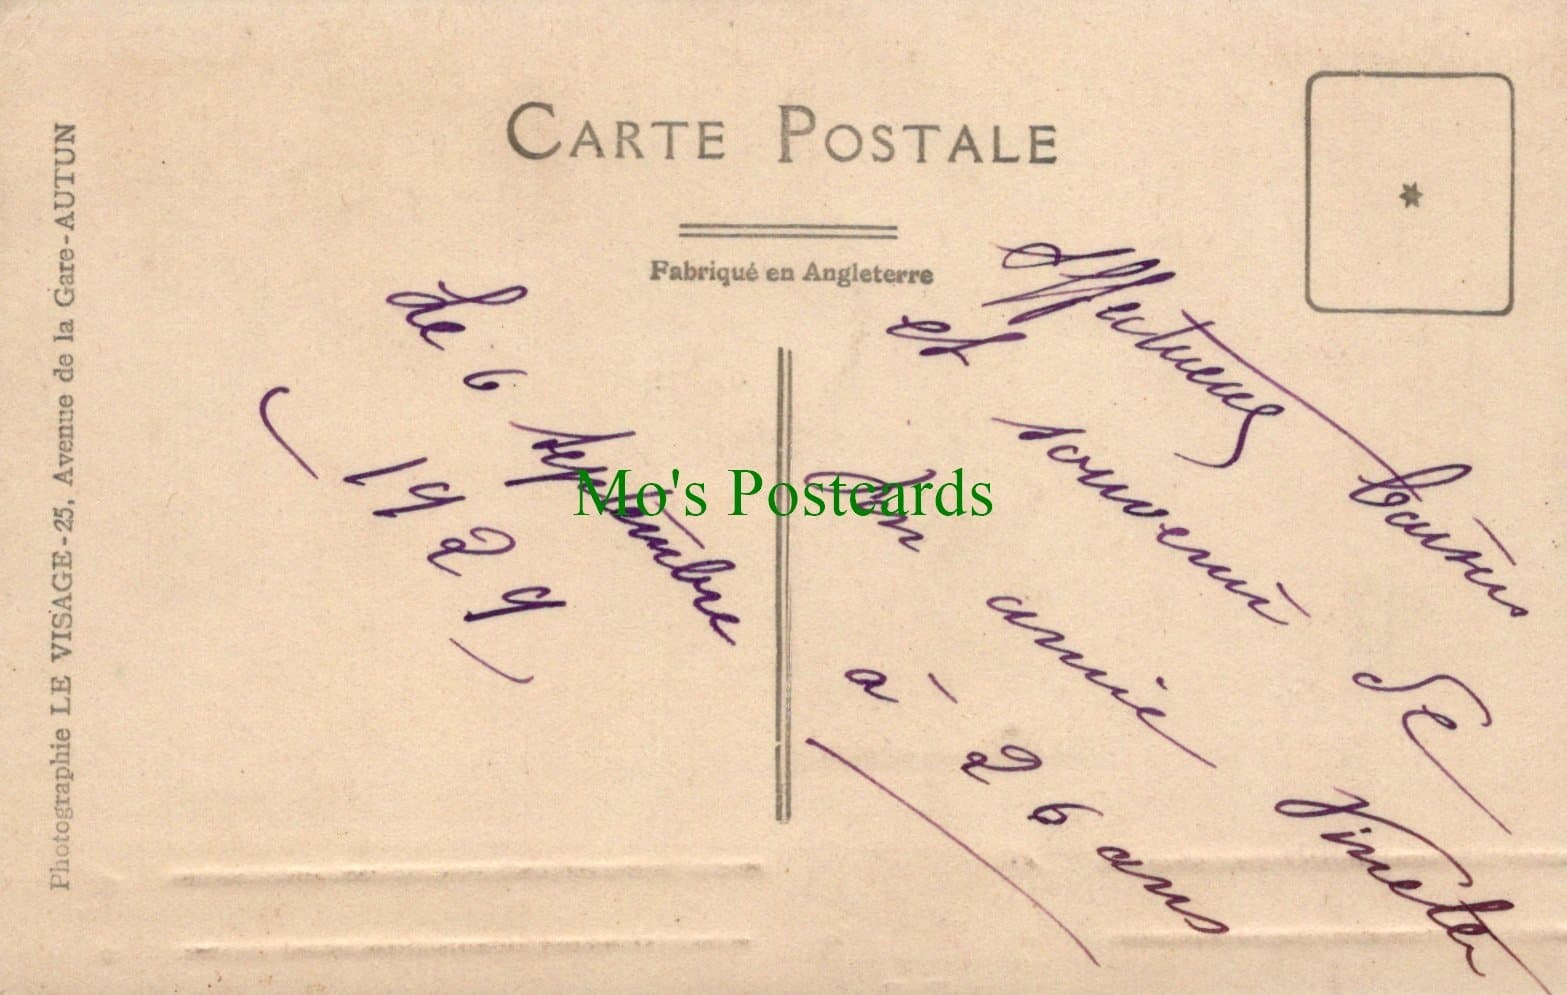 CARTE POSTALE
Fabriqué en Angleterre
Photographie LE VISAGE-25, Avenue de la Gare-AUTUN
Le 6 septembre
1929
Affectueux baisers
et souvenir de
ton amie Vinette
à 26 ans
Mo's Postcards